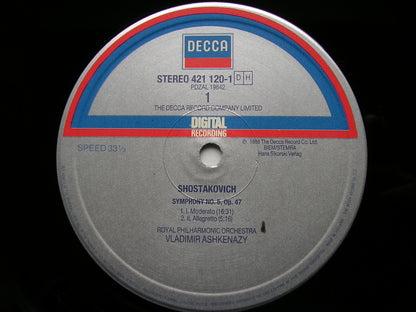 DECCA
STEREO 421 120-1 DH
PDZAL 19642
1
THE DECCA RECORD COMPANY LIMITED
DIGITAL
RECORDING
SPEED 33⅓
℗ 1988 The Decca Record Co. Ltd.
BIEM/STEMRA
Hans Sikorski Verlag
SHOSTAKOVICH
SYMPHONY NO. 5, Op. 47
1. I. Moderato (16:31)
2. II. Allegretto (5:16)
ROYAL PHILHARMONIC ORCHESTRA
VLADIMIR ASHKENAZY